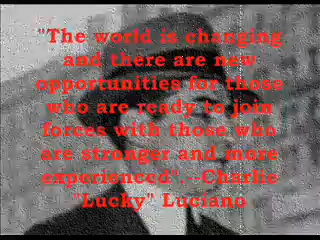 "The world is changing
and there are new
opportunities for those
who are ready to join
forces with those who
are stronger and more
experienced".--Charlie
"Lucky" Luciano